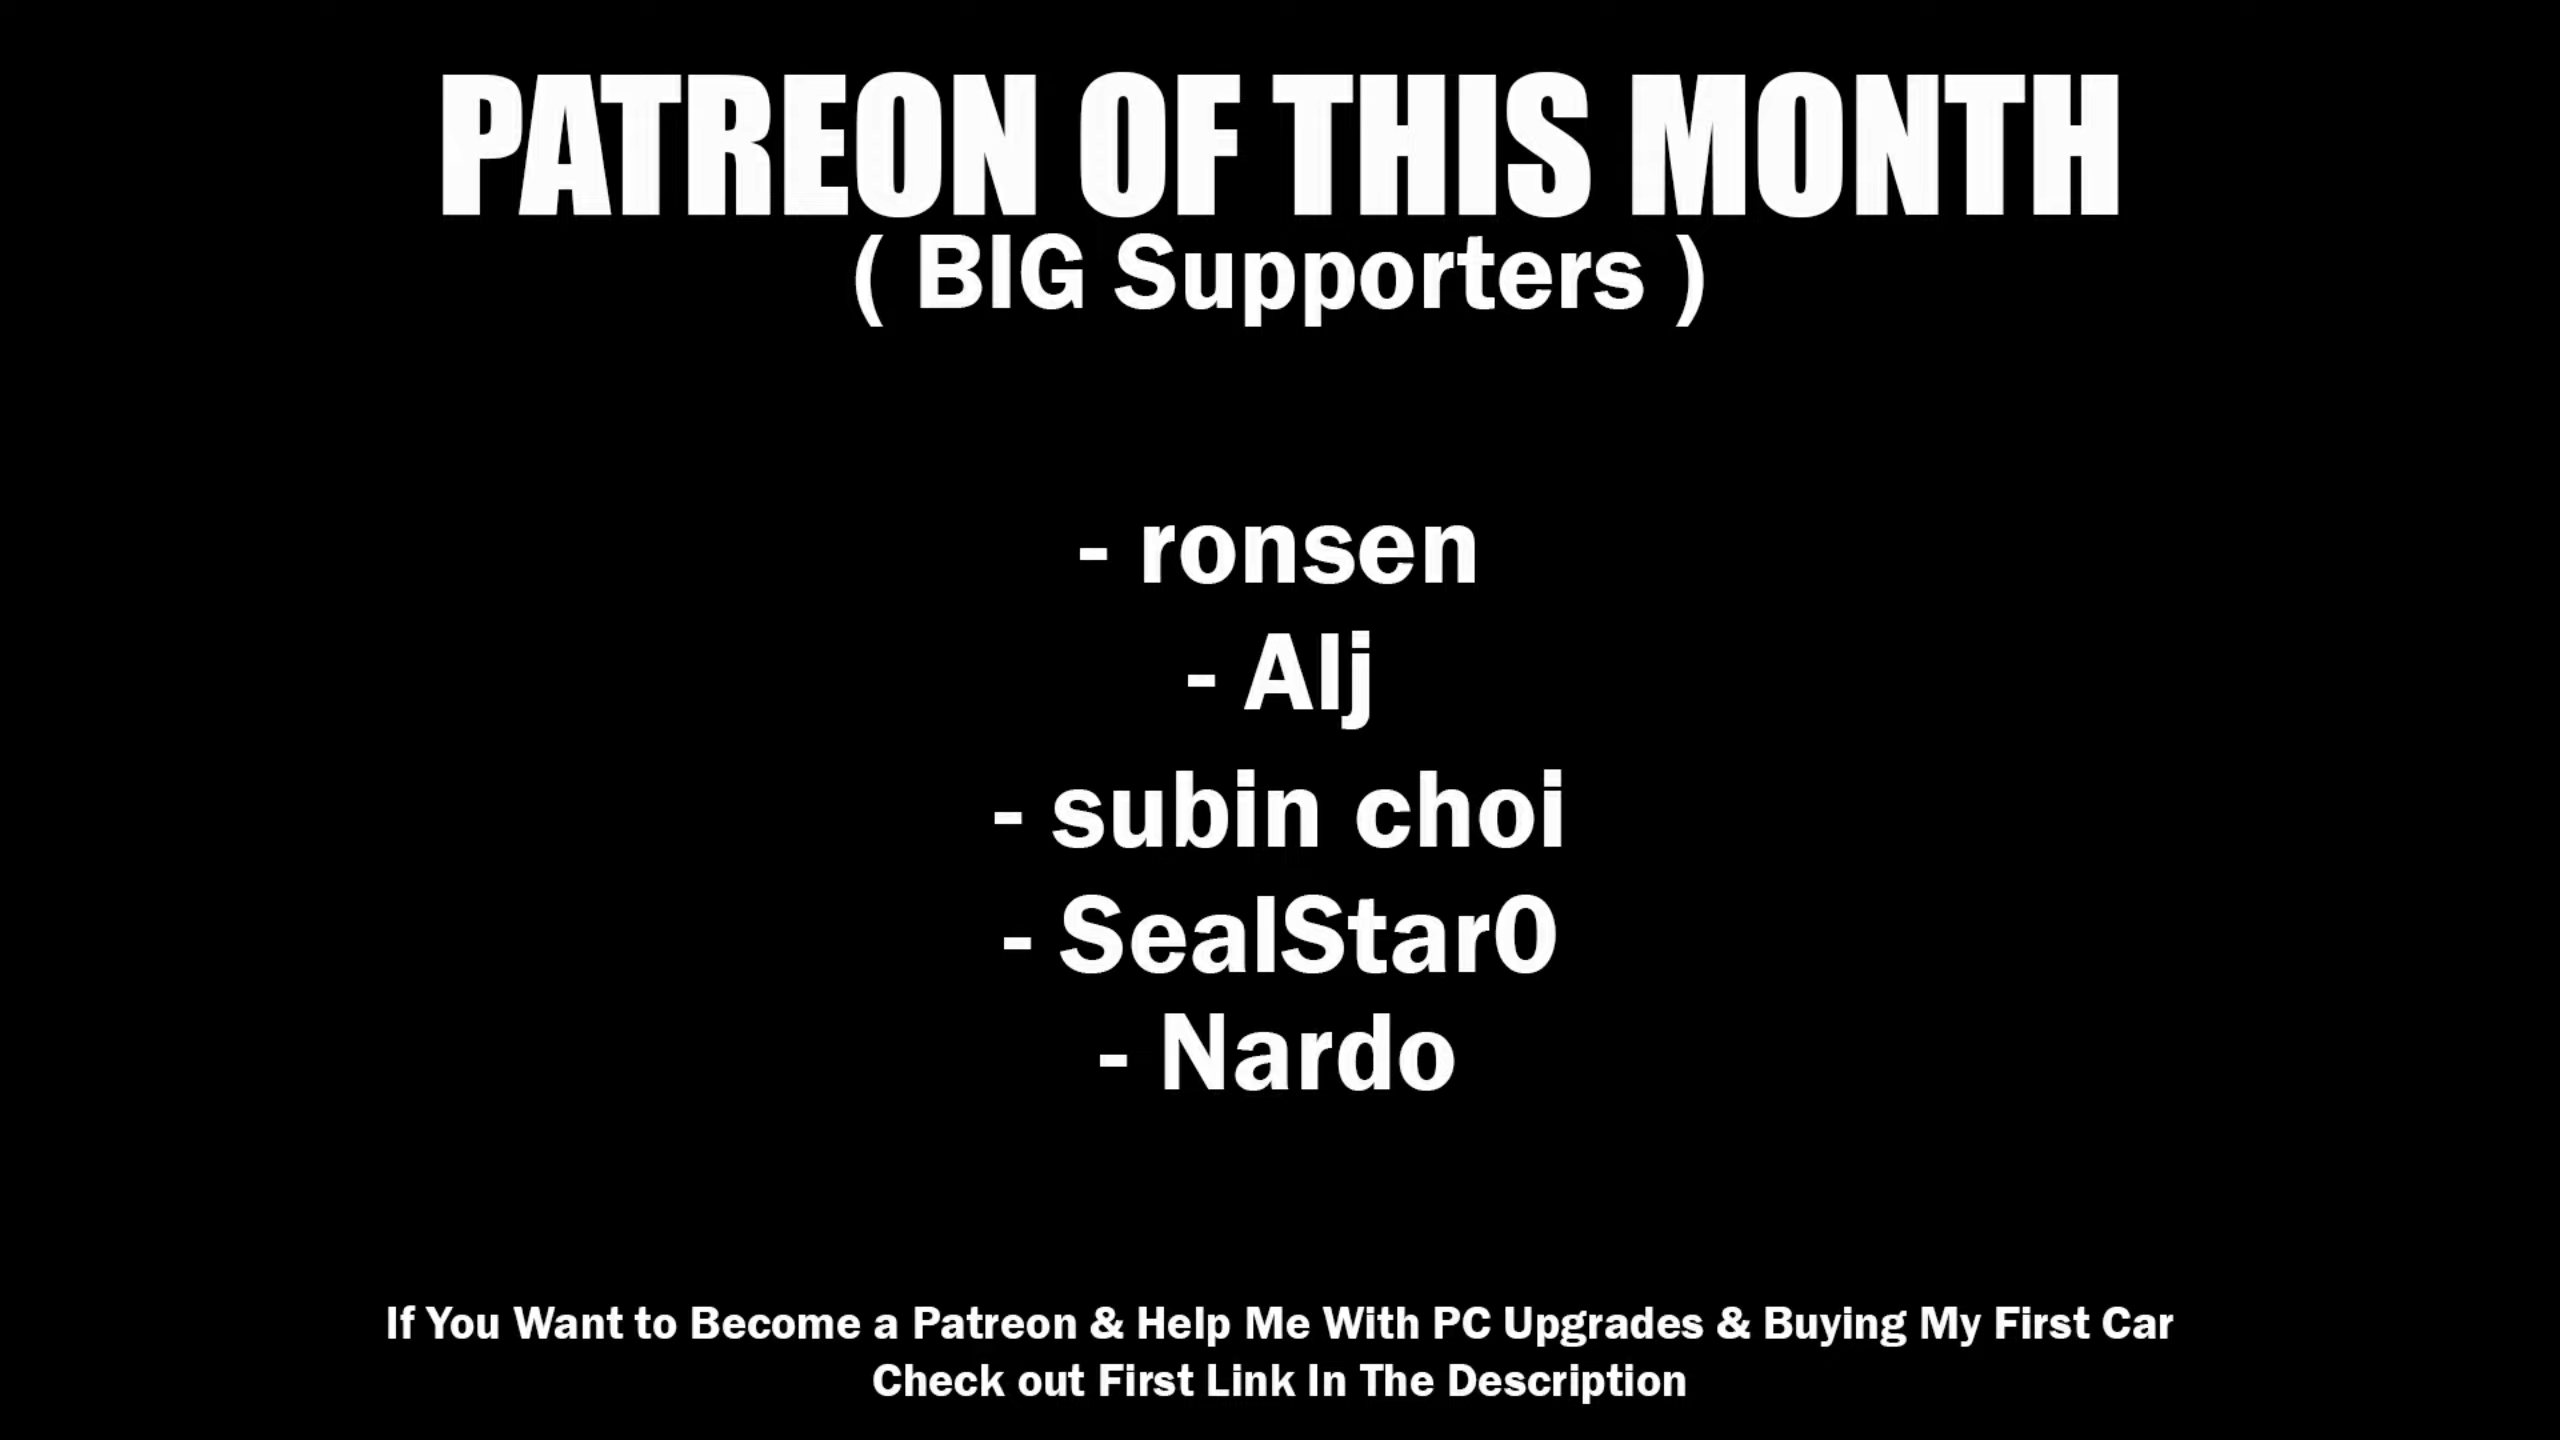 PATREON OF THIS MONTH
( BIG Supporters )
- ronsen
- Alj
- subin choi
- SealStar0
- Nardo
If You Want to Become a Patreon & Help Me With PC Upgrades & Buying My First Car
Check out First Link In The Description